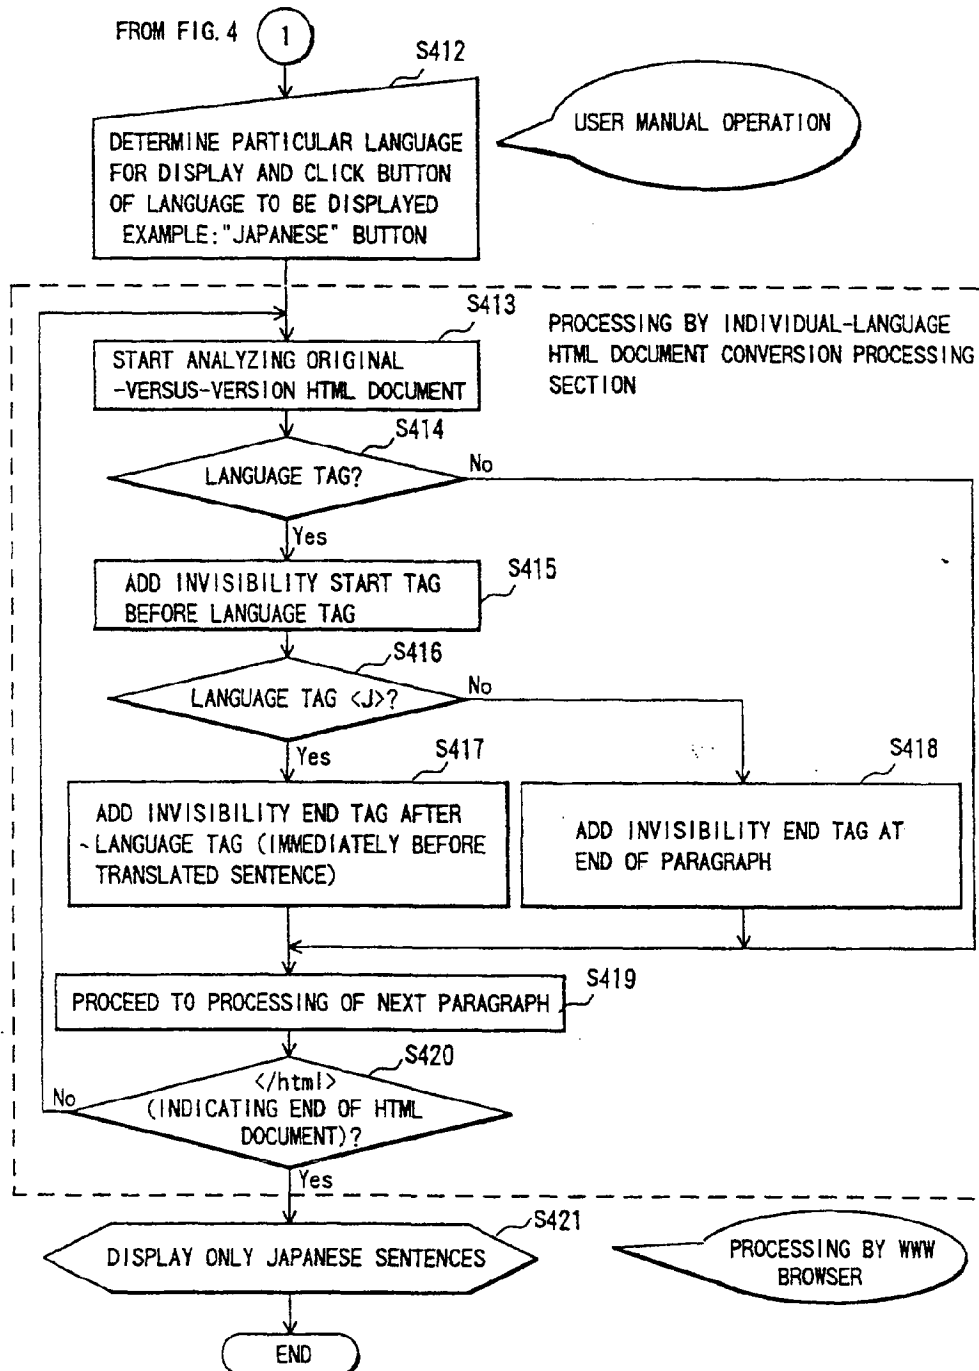 FROM FIG. 4
1
S412
DETERMINE PARTICULAR LANGUAGE
FOR DISPLAY AND CLICK BUTTON
OF LANGUAGE TO BE DISPLAYED
EXAMPLE:"JAPANESE" BUTTON
USER MANUAL OPERATION
PROCESSING BY INDIVIDUAL-LANGUAGE
HTML DOCUMENT CONVERSION PROCESSING
SECTION
S413
START ANALYZING ORIGINAL
-VERSUS-VERSION HTML DOCUMENT
S414
LANGUAGE TAG?
No
Yes
S415
ADD INVISIBILITY START TAG
BEFORE LANGUAGE TAG
S416
LANGUAGE TAG <J>?
No
Yes
S417
ADD INVISIBILITY END TAG AFTER
LANGUAGE TAG (IMMEDIATELY BEFORE
TRANSLATED SENTENCE)
S418
ADD INVISIBILITY END TAG AT
END OF PARAGRAPH
S419
PROCEED TO PROCESSING OF NEXT PARAGRAPH
S420
</html>
(INDICATING END OF HTML
DOCUMENT)?
No
Yes
S421
DISPLAY ONLY JAPANESE SENTENCES
PROCESSING BY WWW
BROWSER
END